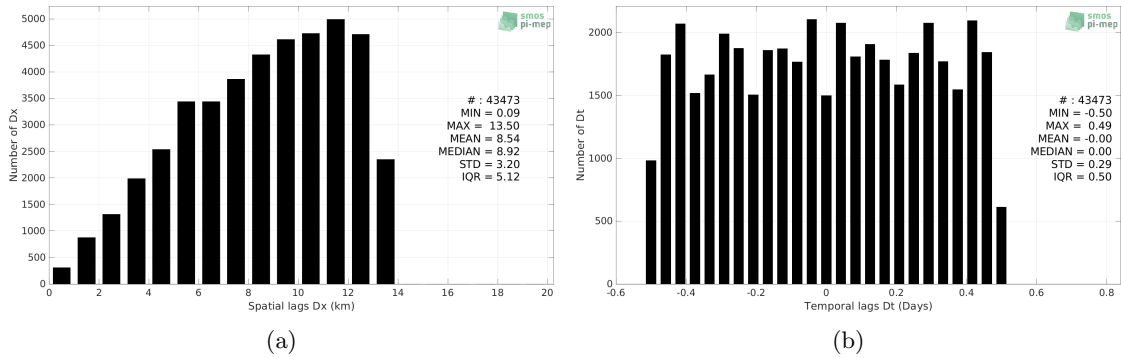 5000
4500
4000
3500
3000
2500
2000
1500
1000
500
0
Number of Dx
smos
pi-mep
# : 43473
MIN = 0.09
MAX = 13.50
MEAN = 8.54
MEDIAN = 8.92
STD = 3.20
IQR = 5.12
0 2 4 6 8 10 12 14 16 18 20
Spatial lags Dx (km)
(a)
2000
1500
1000
500
0
Number of Dt
smos
pi-mep
# : 43473
MIN = -0.50
MAX = 0.49
MEAN = -0.00
MEDIAN = 0.00
STD = 0.29
IQR = 0.50
-0.6 -0.4 -0.2 0 0.2 0.4 0.6 0.8
Temporal lags Dt (Days)
(b)